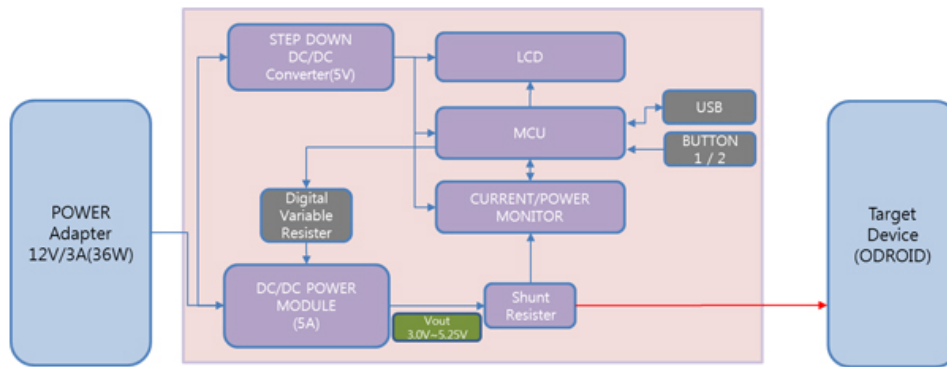 STEP DOWN
DC/DC
Converter(5V)
LCD
MCU
USB
BUTTON
1 / 2
POWER
Adapter
12V/3A(36W)
Digital
Variable
Resister
CURRENT/POWER
MONITOR
Target
Device
(ODROID)
DC/DC POWER
MODULE
(5A)
Vout
3.0V~5.25V
Shunt
Resister